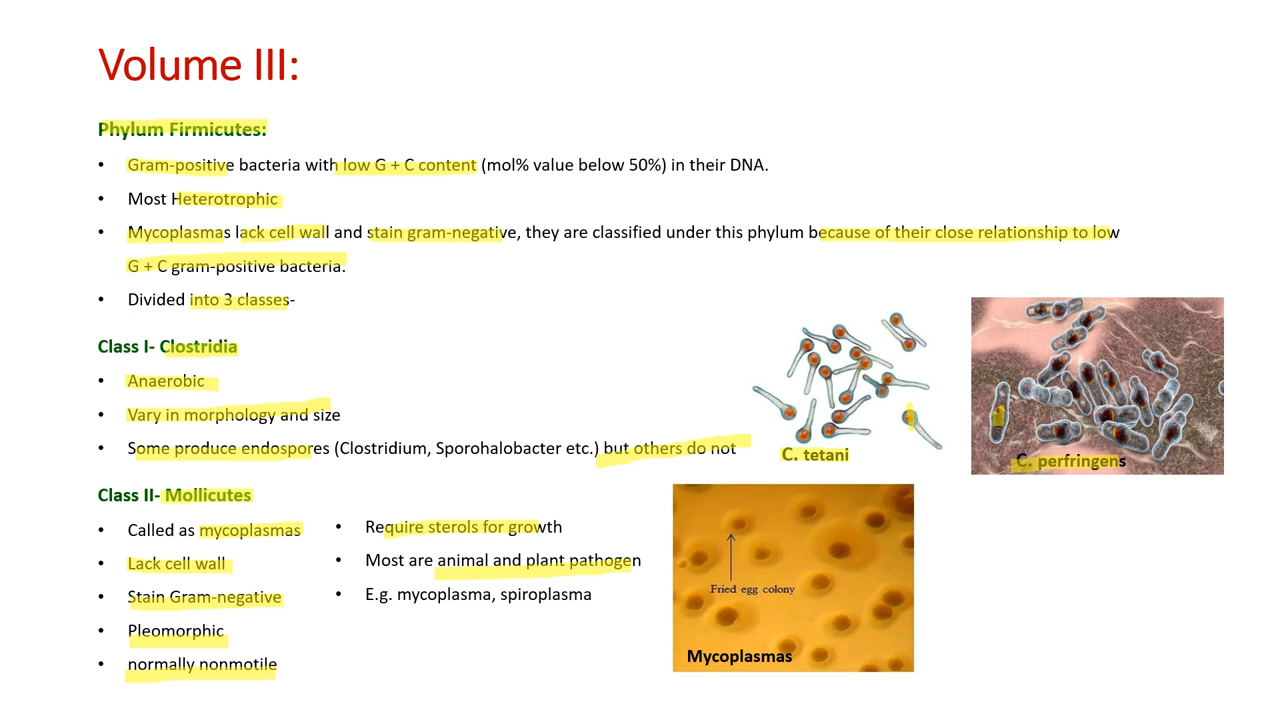 Volume III:
Phylum Firmicutes:
• Gram-positive bacteria with low G + C content (mol% value below 50%) in their DNA.
• Most Heterotrophic
• Mycoplasmas lack cell wall and stain gram-negative, they are classified under this phylum because of their close relationship to low
G + C gram-positive bacteria.
• Divided into 3 classes-
Class I- Clostridia
• Anaerobic
• Vary in morphology and size
• Some produce endospores (Clostridium, Sporohalobacter etc.) but others do not
C. tetani
C. perfringens
Class II- Mollicutes
• Called as mycoplasmas
• Lack cell wall
• Stain Gram-negative
• Pleomorphic
• normally nonmotile
• Require sterols for growth
• Most are animal and plant pathogen
• E.g. mycoplasma, spiroplasma
Fried egg colony
Mycoplasmas